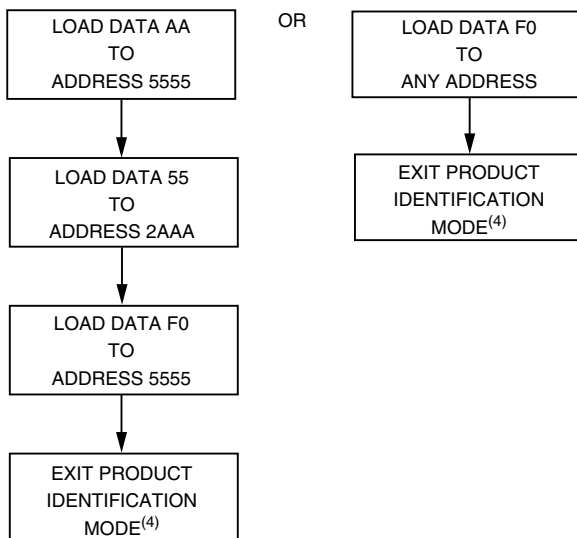 LOAD DATA AA
TO
ADDRESS 5555
LOAD DATA 55
TO
ADDRESS 2AAA
LOAD DATA F0
TO
ADDRESS 5555
EXIT PRODUCT
IDENTIFICATION
MODE(4)
OR
LOAD DATA F0
TO
ANY ADDRESS
EXIT PRODUCT
IDENTIFICATION
MODE(4)